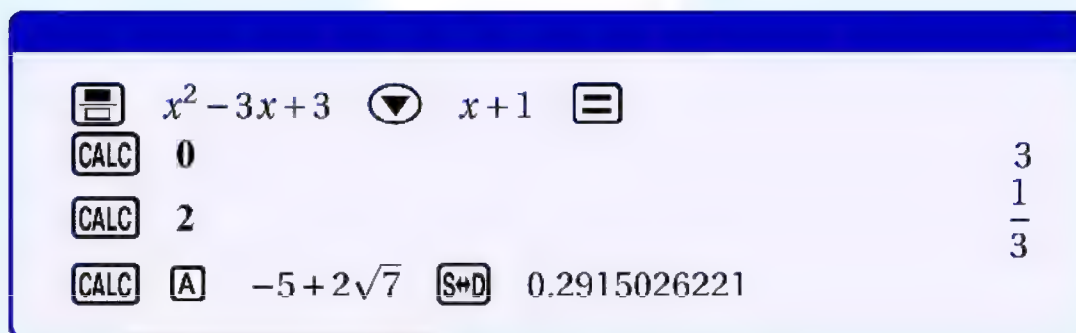 x² − 3x + 3 ▼ x + 1 =
CALC 0 3
CALC 2 1/3
CALC A −5 + 2√7 S⇔D 0.2915026221